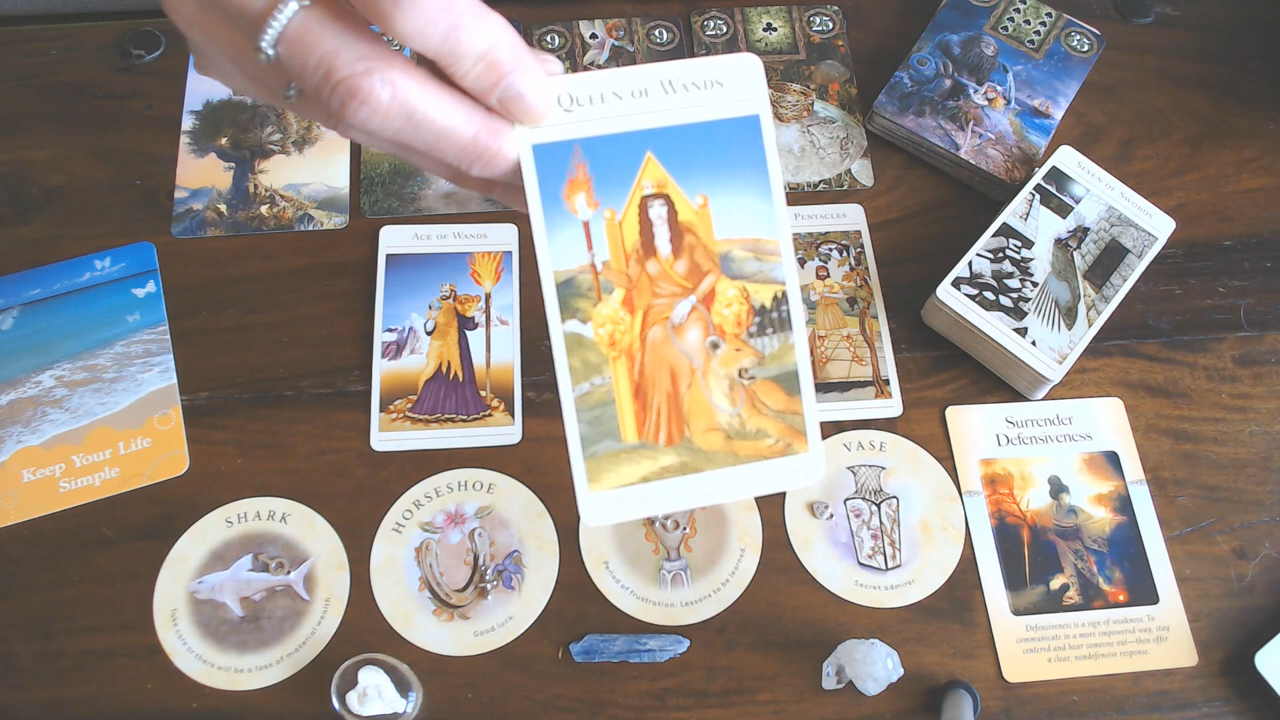 9
9
25
25
25
QUEEN OF WANDS
SEVEN OF SWORDS
ACE OF WANDS
PENTACLES
Keep Your Life
Simple
Surrender
Defensiveness
Defensiveness is a sign of weakness. To
communicate in a more empowered way, stay
centered and hear someone out—then offer
a clear, nondefensive response.
SHARK
Take care or there will be a loss of material wealth.
HORSESHOE
Good luck.
Period of frustration. Lessons to be learned.
VASE
Secret admirer.